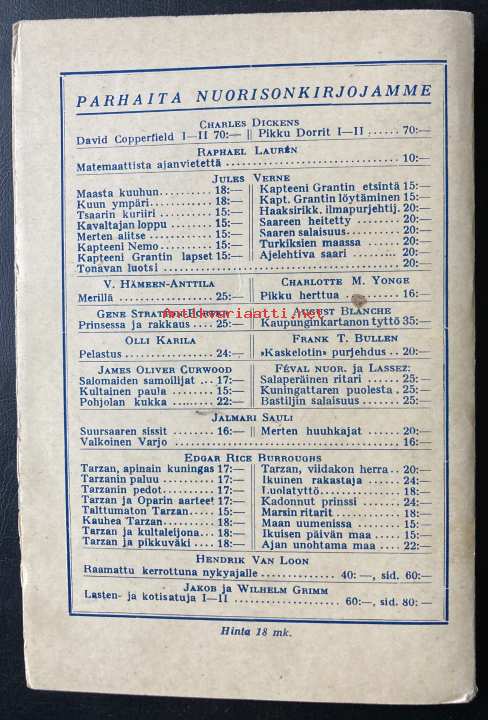 PARHAITA NUORISONKIRJOJAMME
CHARLES DICKENS
David Copperfield I—II 70:— || Pikku Dorrit I—II ...... 70:—
RAPHAEL LAURÉN
Matemaattista ajanvietettä .................................. 10:—
JULES VERNE
Maasta kuuhun .......... 18:—
Kuun ympäri ............ 18:—
Tsaarin kuriiri .......... 15:—
Kavaltajan loppu ........ 15:—
Merten alitse ............ 15:—
Kapteeni Nemo .......... 15:—
Kapteeni Grantin lapset 15:—
Tonavan luotsi .................................. 20:—
Kapteeni Grantin etsintä 15:—
Kapt. Grantin löytäminen 15:—
Haaksirikk. ilmapurjehtij. 20:—
Saareen heitetty ........ 20:—
Saaren salaisuus ........ 20:—
Turkiksien maassa ...... 20:—
Ajelehtiva saari ........ 20:—
V. HÄMEEN-ANTTILA
Merillä .................. 25:—
CHARLOTTE M. YONGE
Pikku herttua .......... 16:—
GENE STRATTON-PORTER
Prinsessa ja rakkaus .... 25:—
AUGUST BLANCHE
Kaupunginkartanon tyttö 35:—
OLLI KARILA
Pelastus ................ 24:—
FRANK T. BULLEN
»Kaskelotin» purjehdus .. 20:—
JAMES OLIVER CURWOOD
Salomaiden samoilijat ... 17:—
Kultainen paula ........ 15:—
Pohjolan kukka ........ 22:—
FÉVAL NUOR. ja LASSEZ:
Salaperäinen ritari ...... 25:—
Kuningattaren puolesta . 25:—
Bastiljin salaisuus ...... 25:—
JALMARI SAULI
Suursaaren sissit ........ 16:— || Merten huuhkajat ...... 20:—
Valkoinen Varjo .................................. 16:—
EDGAR RICE BURROUGHS
Tarzan, apinain kuningas 17:—
Tarzanin paluu .......... 17:—
Tarzanin pedot .......... 17:—
Tarzan ja Oparin aarteet 17:—
Talttumaton Tarzan .... 15:—
Kauhea Tarzan .......... 18:—
Tarzan ja kultaleijona .. 18:—
Tarzan ja pikkuväki .... 18:—
Tarzan, viidakon herra .. 20:—
Ikuinen rakastaja ...... 24:—
Luolatyttö .............. 18:—
Kadonnut prinssi ...... 24:—
Marsin ritarit .......... 18:—
Maan uumenissa ........ 15:—
Ikuisen päivän maa .... 15:—
Ajan unohtama maa .... 22:—
HENDRIK VAN LOON
Raamattu kerrottuna nykyajalle .......... 40:—, sid. 60:—
JAKOB JA WILHELM GRIMM
Lasten- ja kotisatuja I—II .......... 60:—, sid. 80:—
Hinta 18 mk.